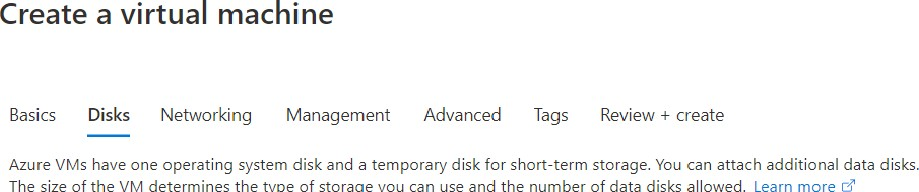 Create a virtual machine
Basics Disks Networking Management Advanced Tags Review + create
Azure VMs have one operating system disk and a temporary disk for short-term storage. You can attach additional data disks.
The size of the VM determines the type of storage you can use and the number of data disks allowed. Learn more